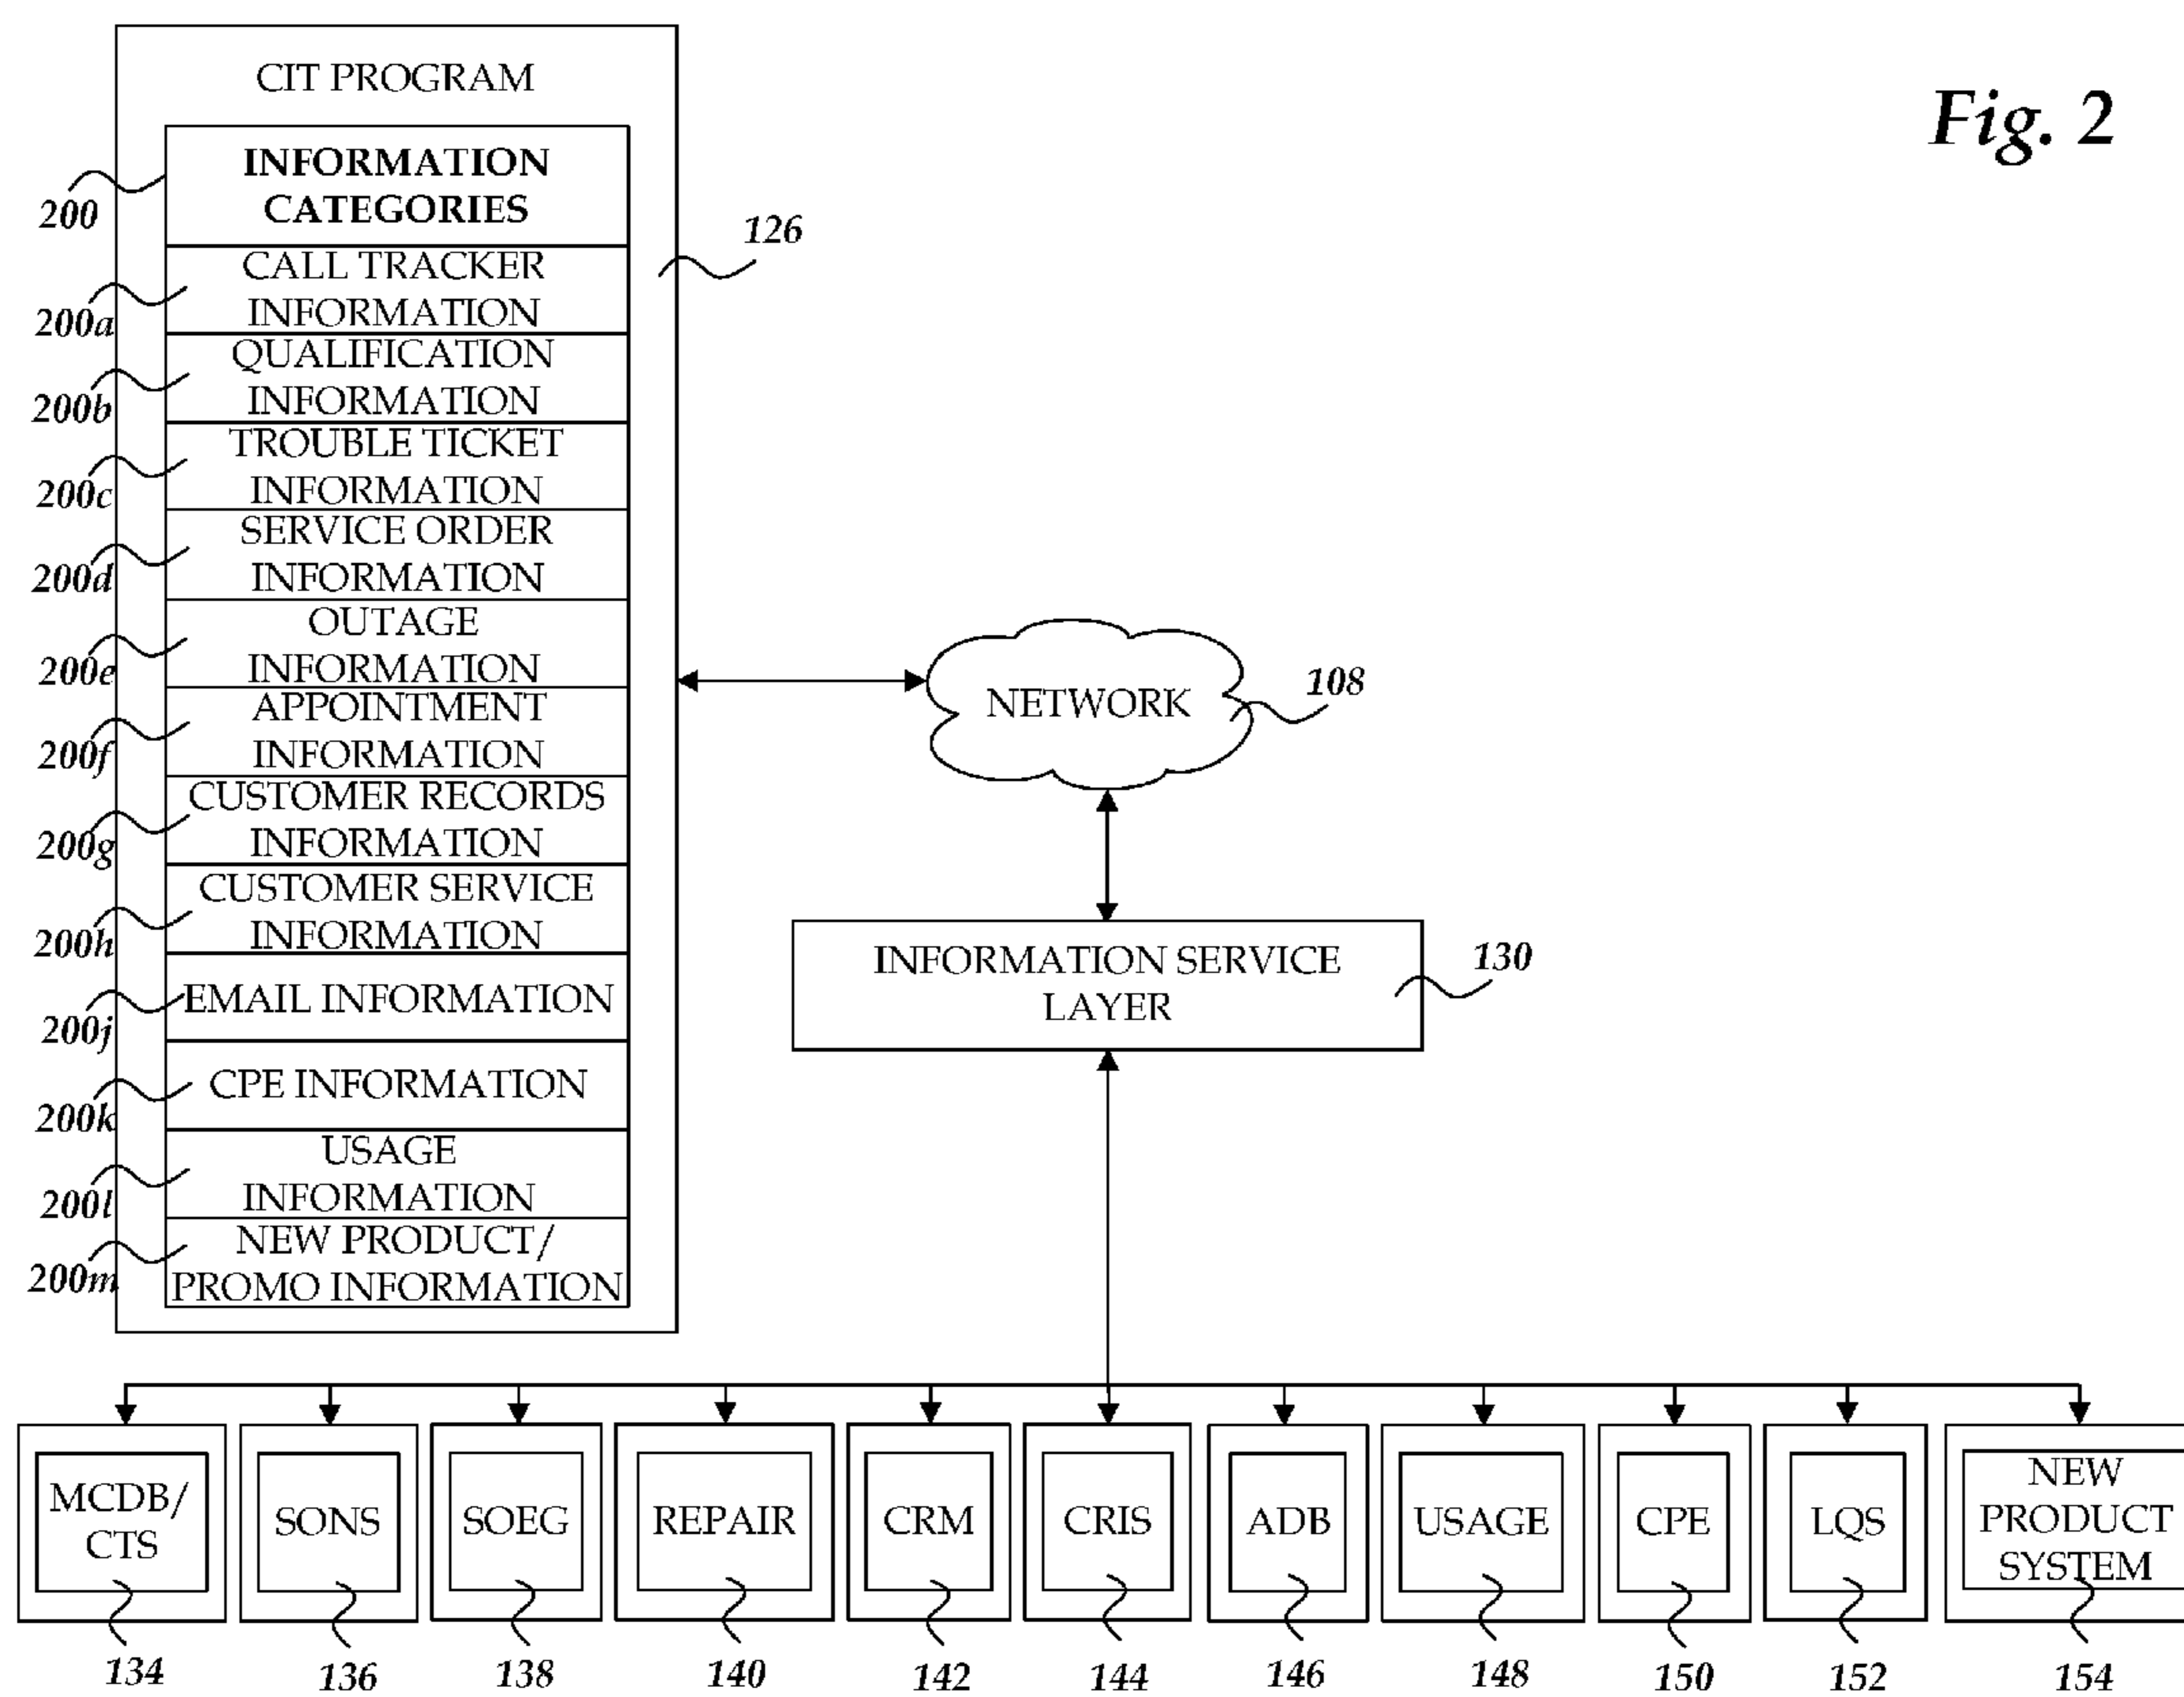 CIT PROGRAM
Fig. 2
INFORMATION
CATEGORIES
200
126
CALL TRACKER
INFORMATION
200a
QUALIFICATION
INFORMATION
200b
TROUBLE TICKET
INFORMATION
200c
SERVICE ORDER
INFORMATION
200d
OUTAGE
INFORMATION
200e
APPOINTMENT
INFORMATION
200f
CUSTOMER RECORDS
INFORMATION
200g
CUSTOMER SERVICE
INFORMATION
200h
EMAIL INFORMATION
200j
CPE INFORMATION
200k
USAGE
INFORMATION
200l
NEW PRODUCT/
PROMO INFORMATION
200m
NETWORK
108
INFORMATION SERVICE
LAYER
130
MCDB/
CTS
SONS
SOEG
REPAIR
CRM
CRIS
ADB
USAGE
CPE
LQS
NEW
PRODUCT
SYSTEM
134
136
138
140
142
144
146
148
150
152
154